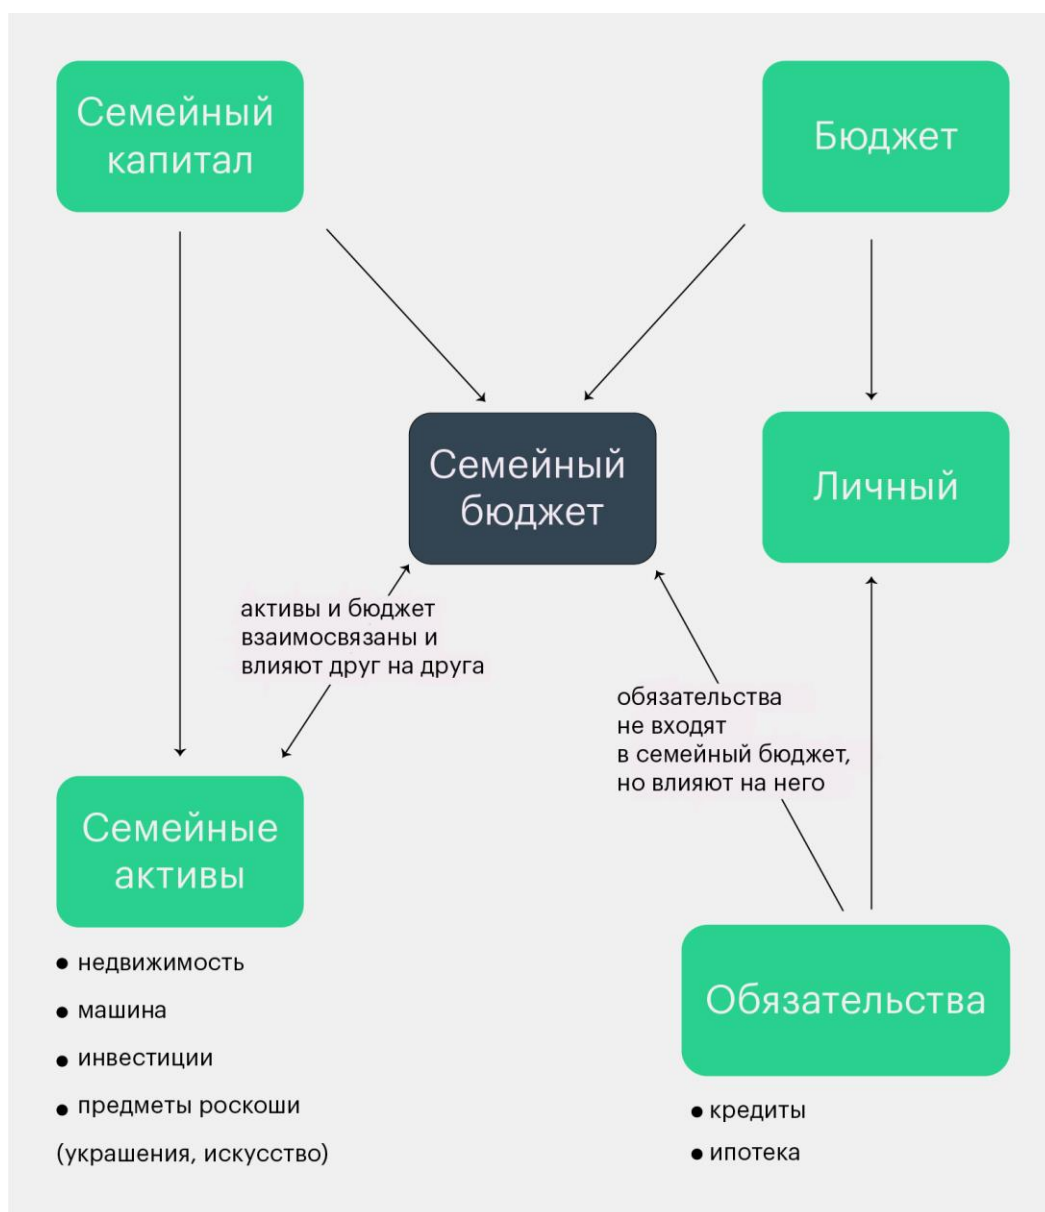 Семейный
капитал
Бюджет
Семейный
бюджет
Личный
активы и бюджет
взаимосвязаны и
влияют друг на друга
обязательства
не входят
в семейный бюджет,
но влияют на него
Семейные
активы
• недвижимость
• машина
• инвестиции
• предметы роскоши
(украшения, искусство)
Обязательства
• кредиты
• ипотека